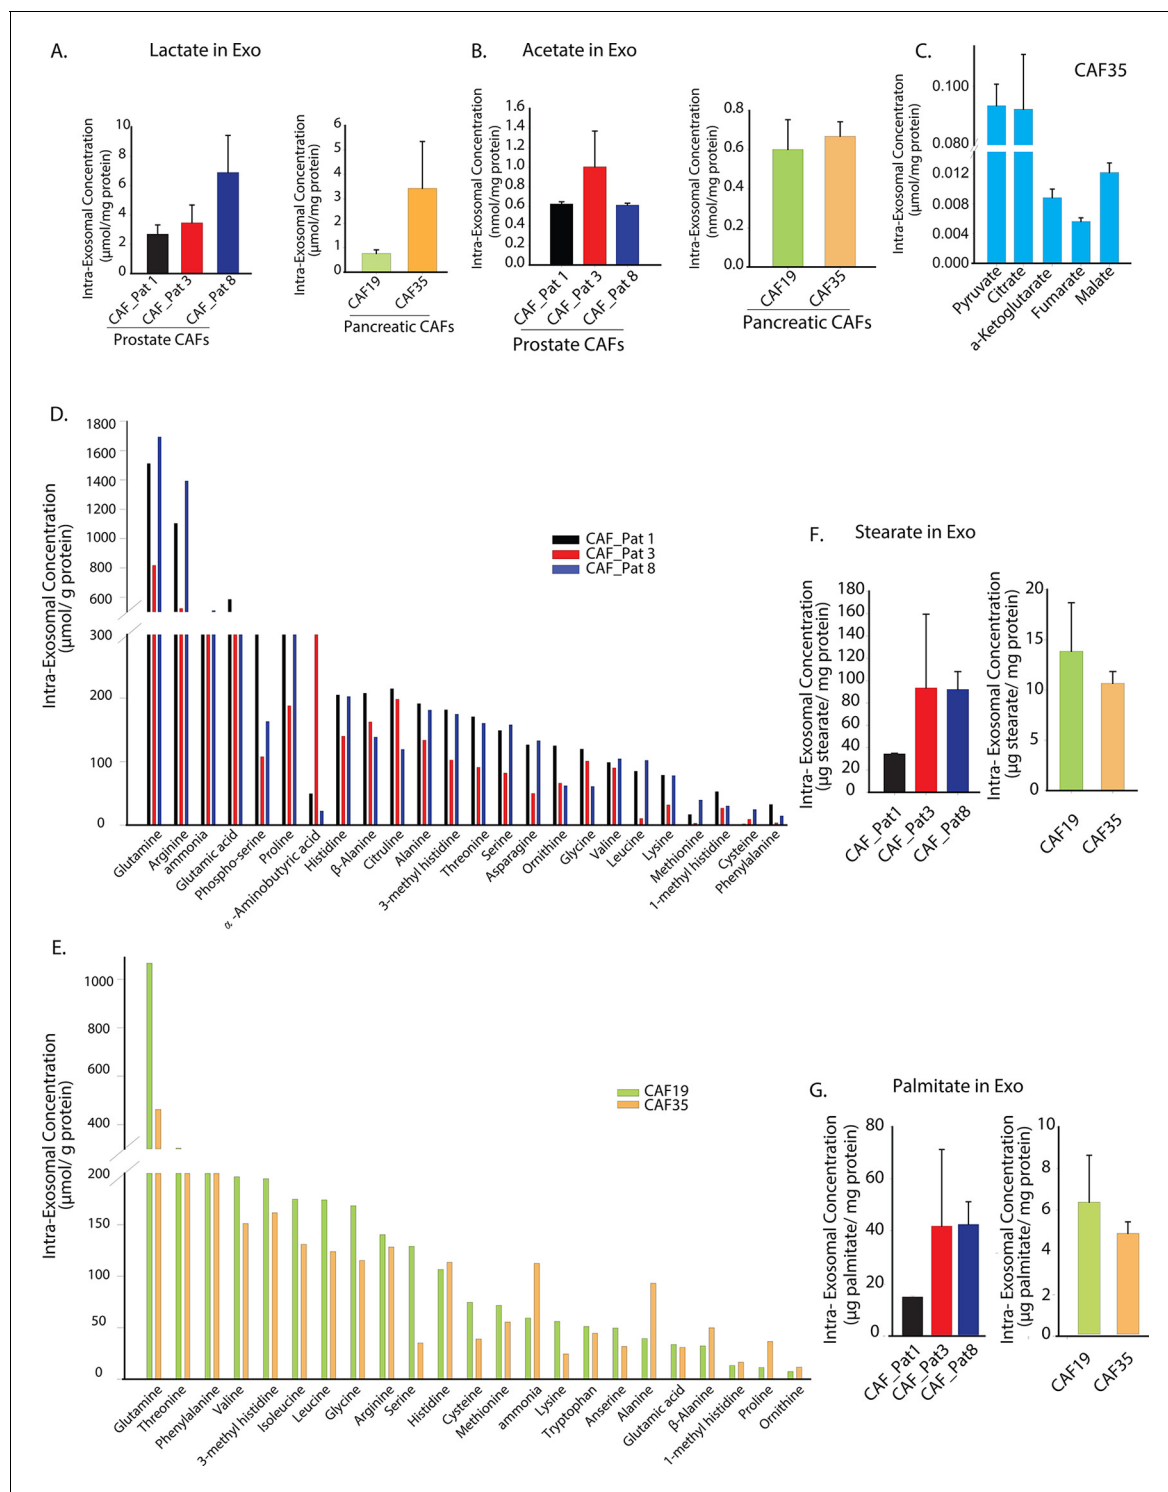 A.
Lactate in Exo
Intra-Exosomal Concentration
(μmol/mg protein)
10
8
6
4
2
0
CAF_Pat 1
CAF_Pat 3
CAF_Pat 8
Prostate CAFs
Intra-Exosomal Concentration
(μmol/mg protein)
6
5
4
3
2
1
0
CAF19
CAF35
Pancreatic CAFs
B.
Acetate in Exo
Intra-Exosomal Concentration
(nmol/mg protein)
1.6
1.2
1.0
0.8
0.6
0.4
0.2
0.0
CAF_Pat 1
CAF_Pat 3
CAF_Pat 8
Prostate CAFs
Intra-Exosomal Concentration
(nmol/mg protein)
0.8
0.6
0.4
0.2
0.0
CAF19
CAF35
Pancreatic CAFs
C.
CAF35
Intra-Exosomal Concentration
(μmol/mg protein)
0.100
0.080
0.012
0.008
0.004
0.000
Pyruvate
Citrate
a-Ketoglutarate
Fumarate
Malate
D.
Intra-Exosomal Concentration
(μmol/ g protein)
1800
1600
1400
1200
1000
800
600
300
200
100
0
CAF_Pat 1
CAF_Pat 3
CAF_Pat 8
Glutamine
Arginine
ammonia
Glutamic acid
Phospho-serine
Proline
α -Aminobutyric acid
Histidine
β-Alanine
Citruline
Alanine
3-methyl histidine
Threonine
Serine
Asparagine
Ornithine
Glycine
Valine
Leucine
Lysine
Methionine
1-methyl histidine
Cysteine
Phenylalanine
F.
Stearate in Exo
Intra- Exosomal Concentration
(μg stearate/ mg protein)
180
160
140
120
100
80
60
40
20
0
CAF_Pat1
CAF_Pat3
CAF_Pat8
Intra- Exosomal Concentration
(μg stearate/ mg protein)
20
15
10
5
0
CAF19
CAF35
E.
Intra-Exosomal Concentration
(μmol/ g protein)
1000
800
600
400
200
150
100
50
0
CAF19
CAF35
Glutamine
Threonine
Phenylalanine
Valine
3-methyl histidine
Isoleucine
Leucine
Glycine
Arginine
Serine
Histidine
Cysteine
Methionine
ammonia
Lysine
Tryptophan
Anserine
Alanine
Glutamic acid
β-Alanine
1-methyl histidine
Proline
Ornithine
G.
Palmitate in Exo
Intra- Exosomal Concentration
(μg palmitate/ mg protein)
80
60
40
20
0
CAF_Pat1
CAF_Pat3
CAF_Pat8
Intra- Exosomal Concentration
(μg palmitate/ mg protein)
10
8
6
4
2
0
CAF19
CAF35